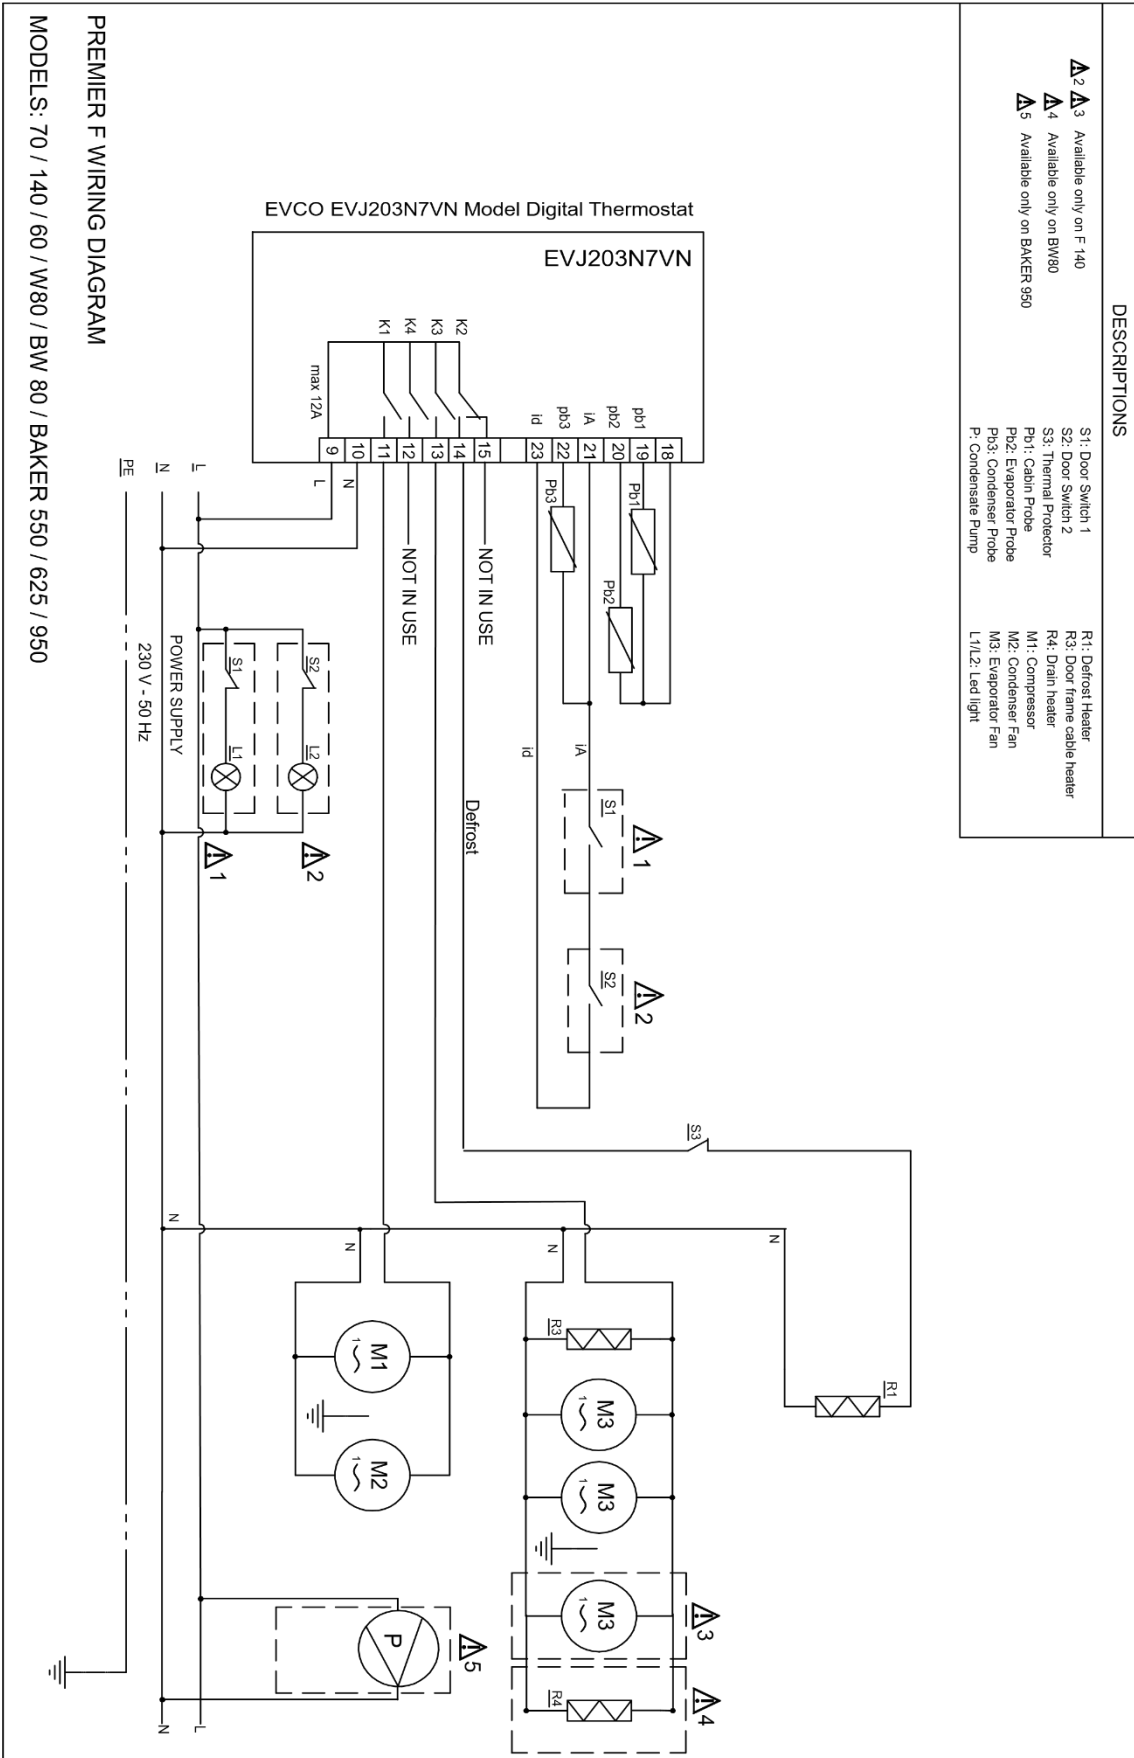 DESCRIPTIONS
⚠2 ⚠3 Available only on F 140
⚠4 Available only on BW80
⚠5 Available only on BAKER 950
S1: Door Switch 1
S2: Door Switch 2
S3: Thermal Protector
Pb1: Cabin Probe
Pb2: Evaporator Probe
Pb3: Condenser Probe
P: Condensate Pump
R1: Defrost Heater
R3: Door frame cable heater
R4: Drain heater
M1: Compressor
M2: Condenser Fan
M3: Evaporator Fan
L1/L2: Led light
EVCO EVJ203N7VN Model Digital Thermostat
EVJ203N7VN
K1
K4
K3
K2
max 12A
id
pb3
iA
pb2
pb1
9
10
11
12
13
14
15
23
22
21
20
19
18
L
N
NOT IN USE
NOT IN USE
Pb3
Pb1
Pb2
id
iA
Defrost
S1
⚠1
S2
⚠2
S3
L
N
PE
POWER SUPPLY
230 V - 50 Hz
S1
L1
⚠1
S2
L2
⚠2
N
N
N
N
R1
R3
M1
1~
M2
1~
M3
1~
M3
1~
M3
1~
⚠3
R4
⚠4
P
⚠5
N
L
PREMIER F WIRING DIAGRAM
MODELS: 70 / 140 / 60 / W80 / BW 80 / BAKER 550 / 625 / 950